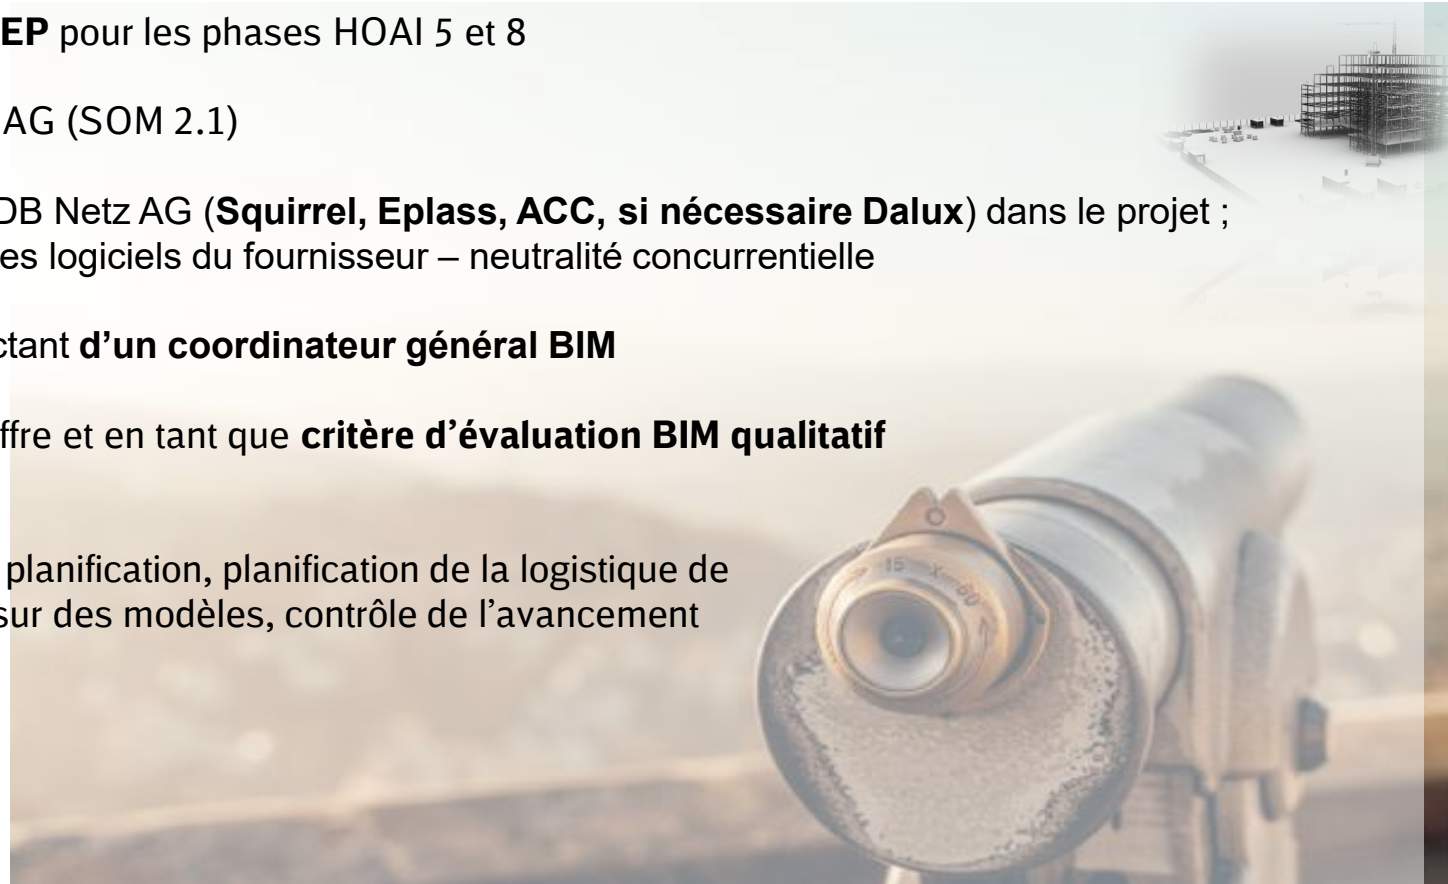 EP pour les phases HOAI 5 et 8
AG (SOM 2.1)
DB Netz AG (Squirrel, Eplass, ACC, si nécessaire Dalux) dans le projet ;
es logiciels du fournisseur – neutralité concurrentielle
ctant d’un coordinateur général BIM
ffre et en tant que critère d’évaluation BIM qualitatif
planification, planification de la logistique de
sur des modèles, contrôle de l’avancement
15 X—60